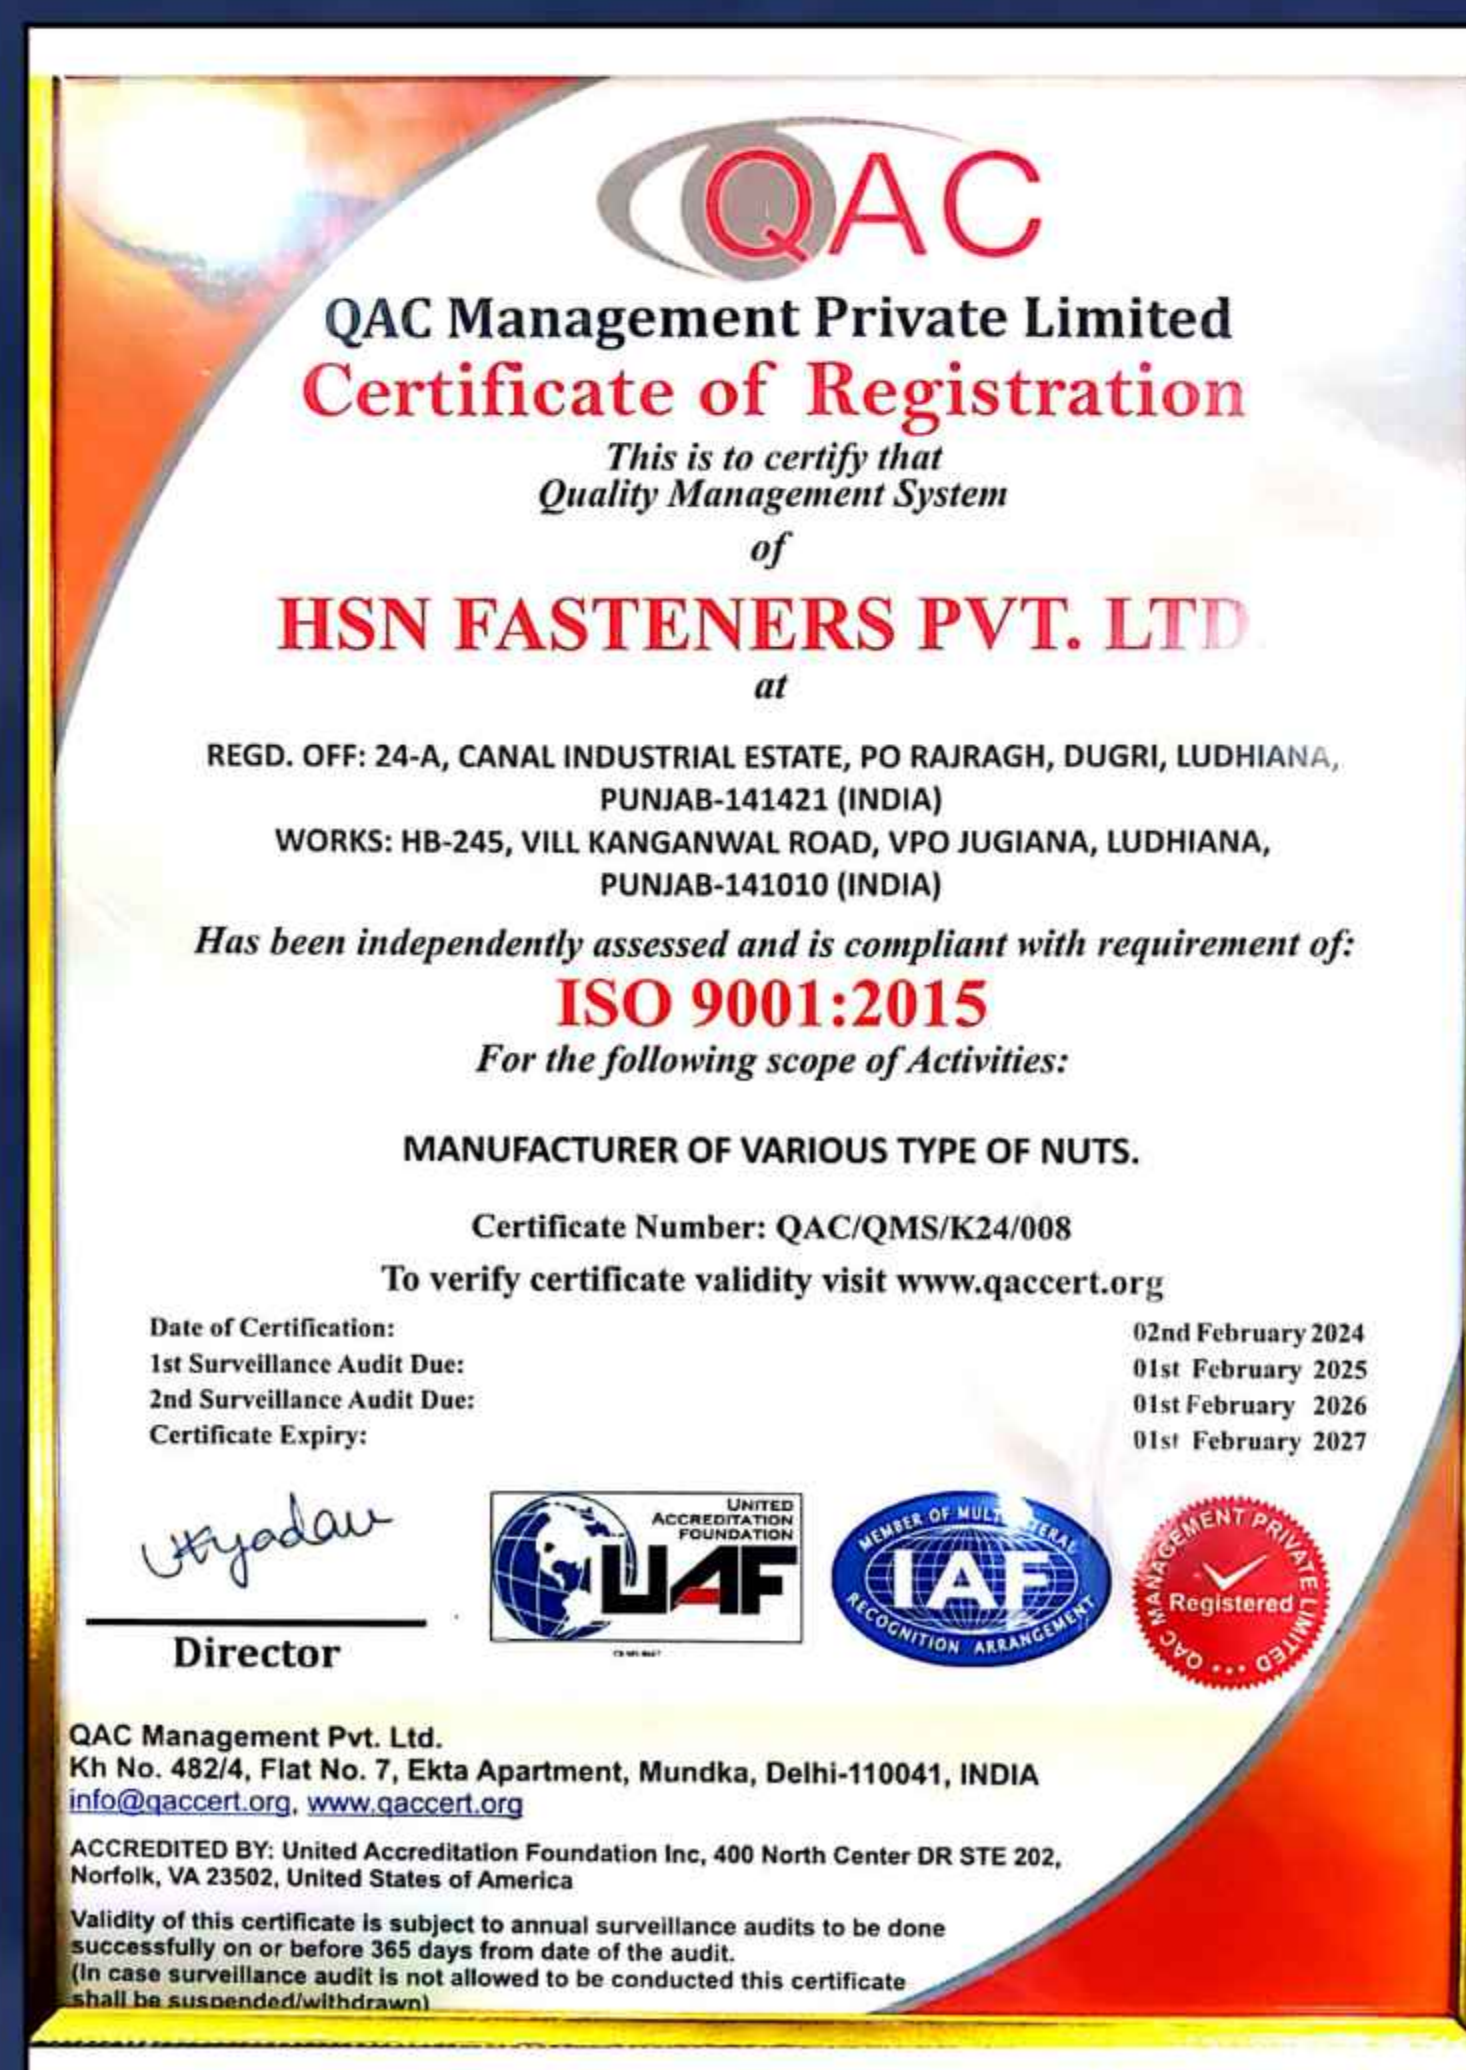 QAC
QAC Management Private Limited
Certificate of Registration
This is to certify that
Quality Management System
of
HSN FASTENERS PVT. LTD
at
REGD. OFF: 24-A, CANAL INDUSTRIAL ESTATE, PO RAJRAGH, DUGRI, LUDHIANA,
PUNJAB-141421 (INDIA)
WORKS: HB-245, VILL KANGANWAL ROAD, VPO JUGIANA, LUDHIANA,
PUNJAB-141010 (INDIA)
Has been independently assessed and is compliant with requirement of:
ISO 9001:2015
For the following scope of Activities:
MANUFACTURER OF VARIOUS TYPE OF NUTS.
Certificate Number: QAC/QMS/K24/008
To verify certificate validity visit www.qaccert.org
Date of Certification: 02nd February 2024
1st Surveillance Audit Due: 01st February 2025
2nd Surveillance Audit Due: 01st February 2026
Certificate Expiry: 01st February 2027
Director
UNITED
ACCREDITATION
FOUNDATION
UAF
MEMBER OF MULTILATERAL
IAF
RECOGNITION ARRANGEMENT
QAC MANAGEMENT PRIVATE LIMITED
Registered
QAC Management Pvt. Ltd.
Kh No. 482/4, Flat No. 7, Ekta Apartment, Mundka, Delhi-110041, INDIA
info@qaccert.org, www.qaccert.org
ACCREDITED BY: United Accreditation Foundation Inc, 400 North Center DR STE 202,
Norfolk, VA 23502, United States of America
Validity of this certificate is subject to annual surveillance audits to be done
successfully on or before 365 days from date of the audit.
(In case surveillance audit is not allowed to be conducted this certificate
shall be suspended/withdrawn)